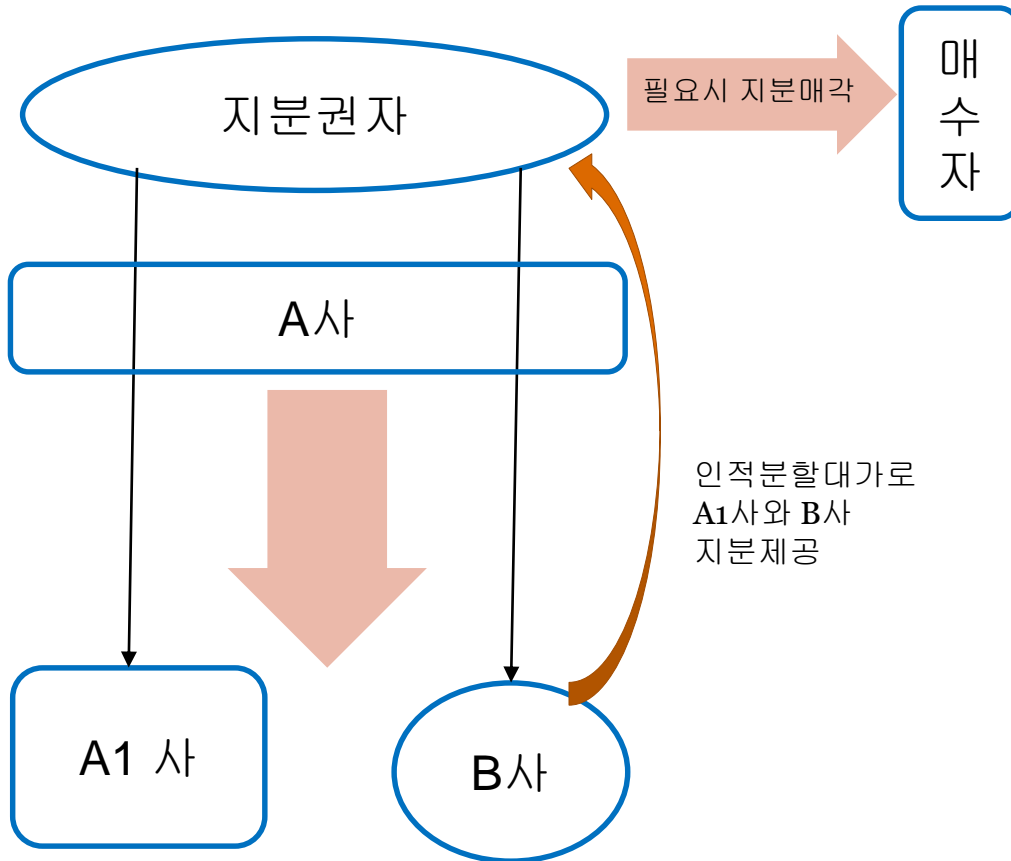 지분권자
필요시 지분매각
매
수
자
A사
인적분할대가로
A1사와 B사
지분제공
A1 사
B사